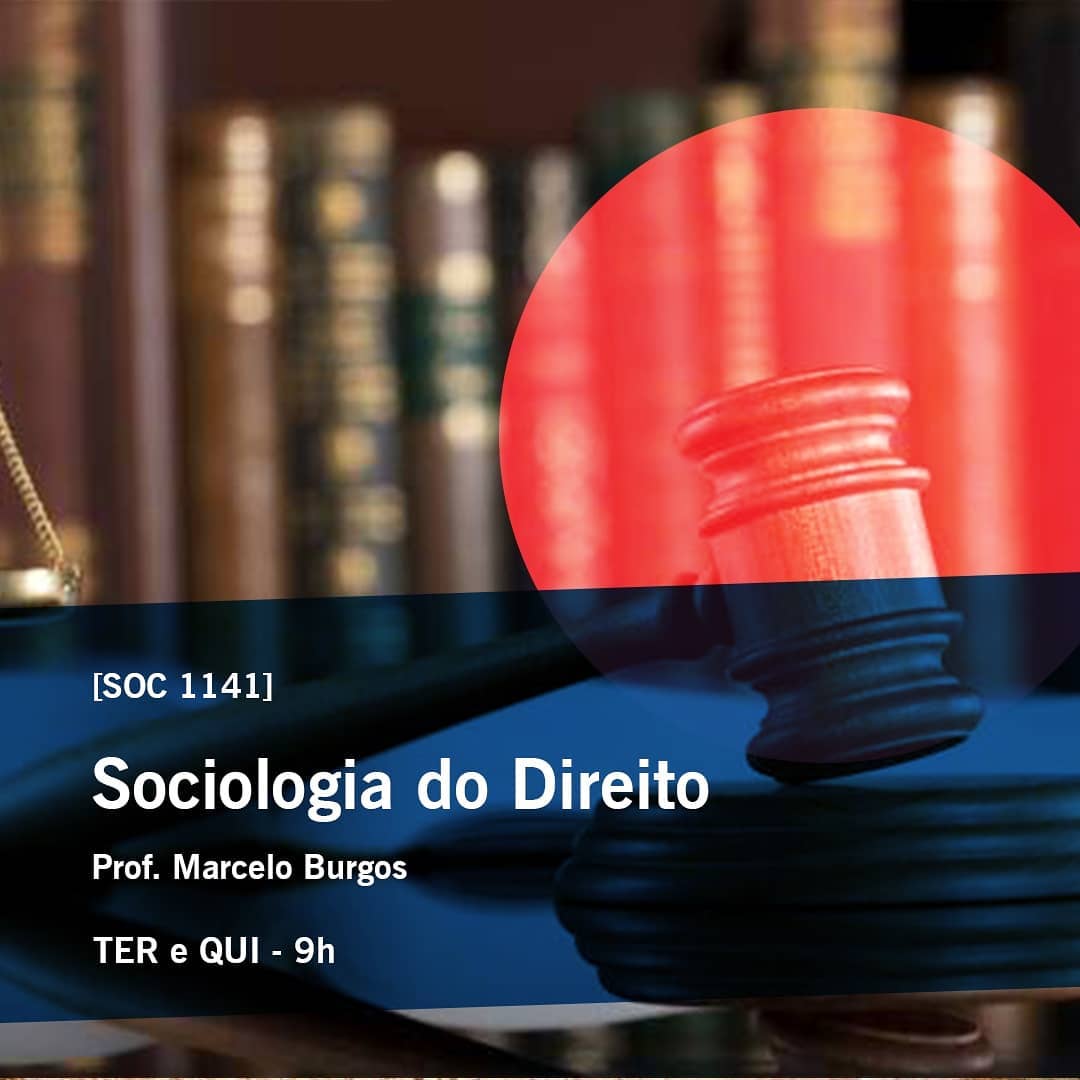 [SOC 1141]
Sociologia do Direito
Prof. Marcelo Burgos
TER e QUI - 9h